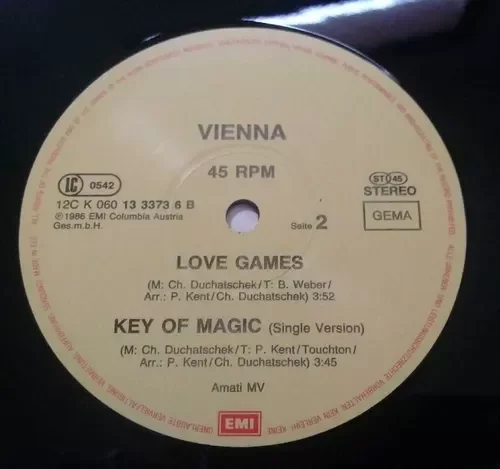 VIENNA
45 RPM
LC 0542
ST 45
STEREO
12C K 060 13 3373 6 B
℗1986 EMI Columbia Austria
Ges.m.b.H.
GEMA
Seite 2
LOVE GAMES
(M: Ch. Duchatschek/T: B. Weber/
Arr.: P. Kent/Ch. Duchatschek) 3:52
KEY OF MAGIC (Single Version)
(M: Ch. Duchatschek/T: P. Kent/Touchton/
Arr.: P. Kent/Ch. Duchatschek) 3:45
Amati MV
EMI